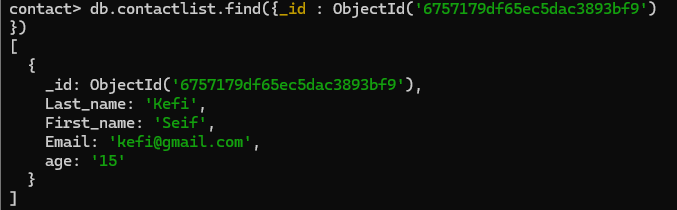 contact> db.contactlist.find({_id : ObjectId('6757179df65ec5dac3893bf9')
})
[
  {
    _id: ObjectId('6757179df65ec5dac3893bf9'),
    Last_name: 'Kefi',
    First_name: 'Seif',
    Email: 'kefi@gmail.com',
    age: '15'
  }
]